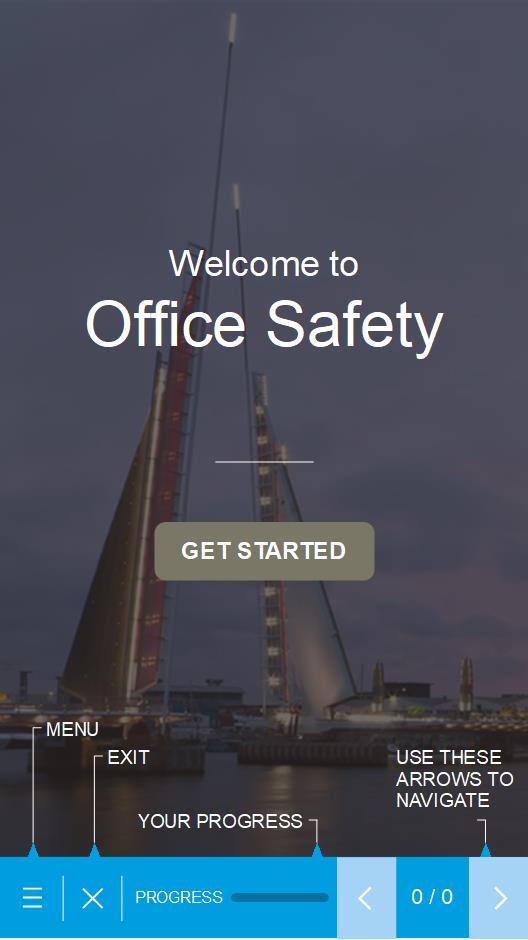 Welcome to
Office Safety
GET STARTED
MENU
EXIT
USE THESE
ARROWS TO
NAVIGATE
YOUR PROGRESS
PROGRESS
0 / 0